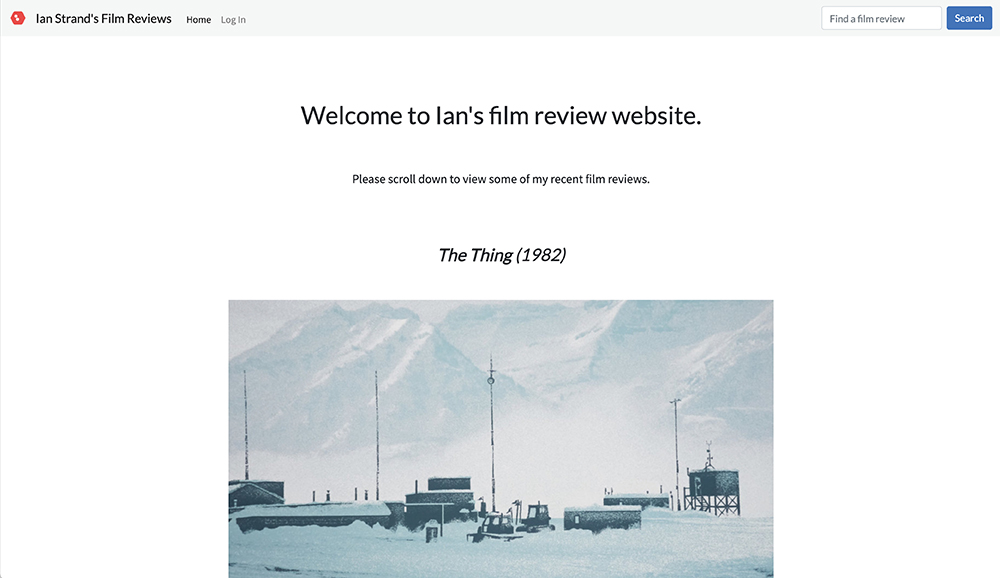 Ian Strand's Film Reviews Home Log In Find a film review Search
Welcome to Ian's film review website.
Please scroll down to view some of my recent film reviews.
The Thing (1982)